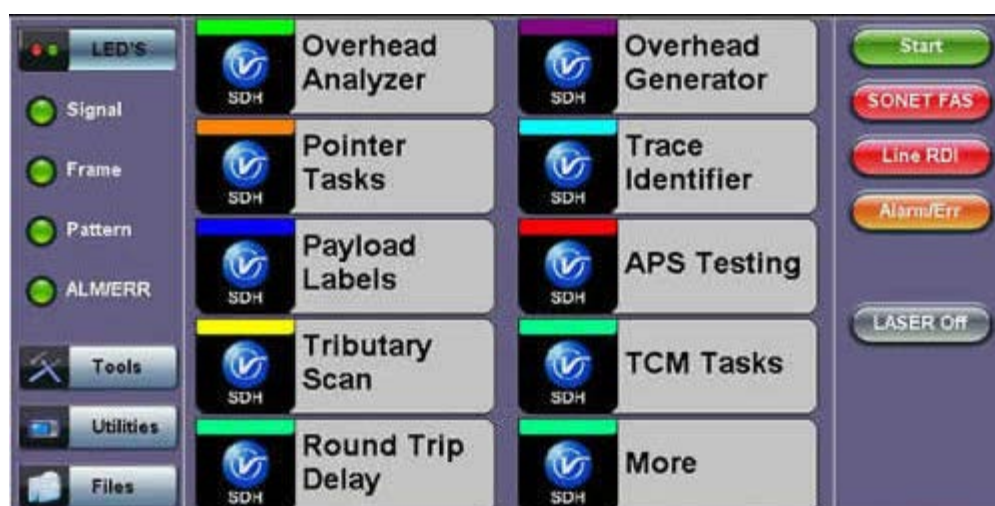 LED'S
Signal
Frame
Pattern
ALM/ERR
Tools
Utilities
Files
SDH
Overhead
Analyzer
SDH
Overhead
Generator
SDH
Pointer
Tasks
SDH
Trace
Identifier
SDH
Payload
Labels
SDH
APS Testing
SDH
Tributary
Scan
SDH
TCM Tasks
SDH
Round Trip
Delay
SDH
More
Start
SONET FAS
Line RDI
Alarm/Err
LASER Off